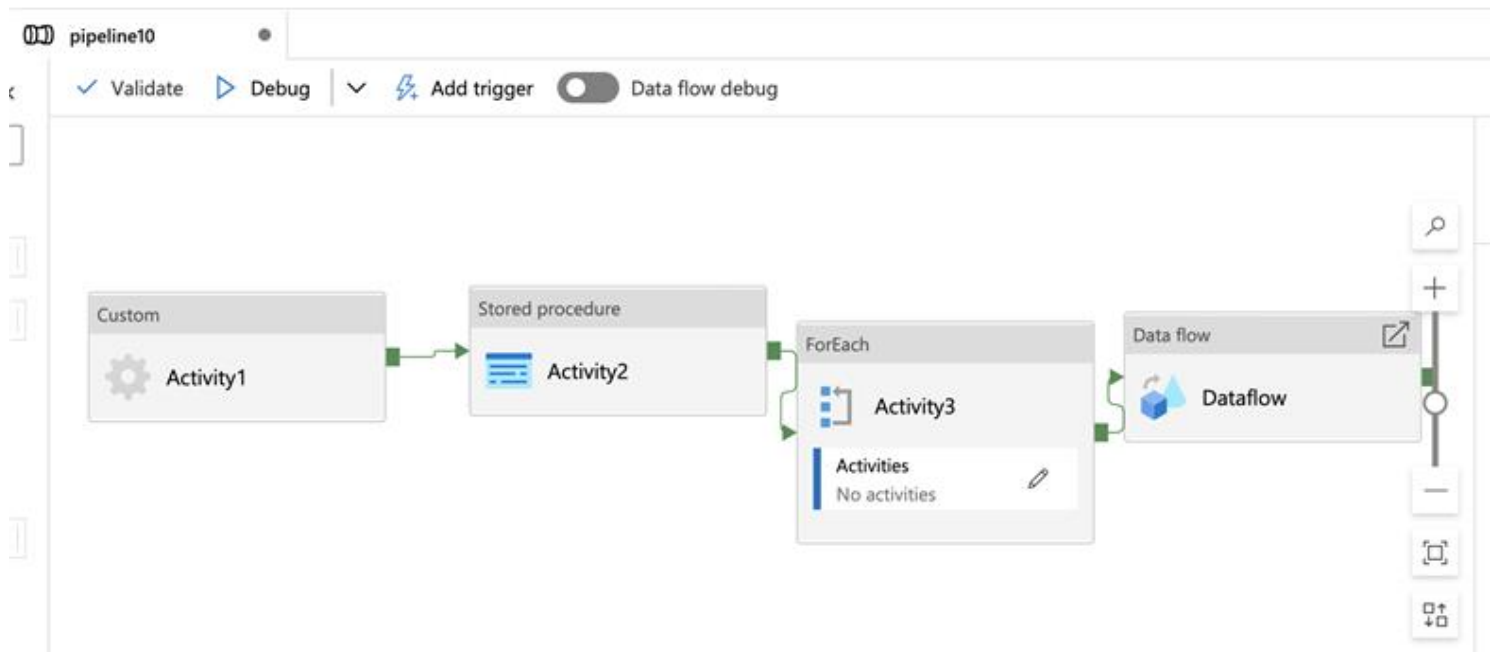 pipeline10
Validate Debug Add trigger Data flow debug
Custom
Activity1
Stored procedure
Activity2
ForEach
Activity3
Activities
No activities
Data flow
Dataflow